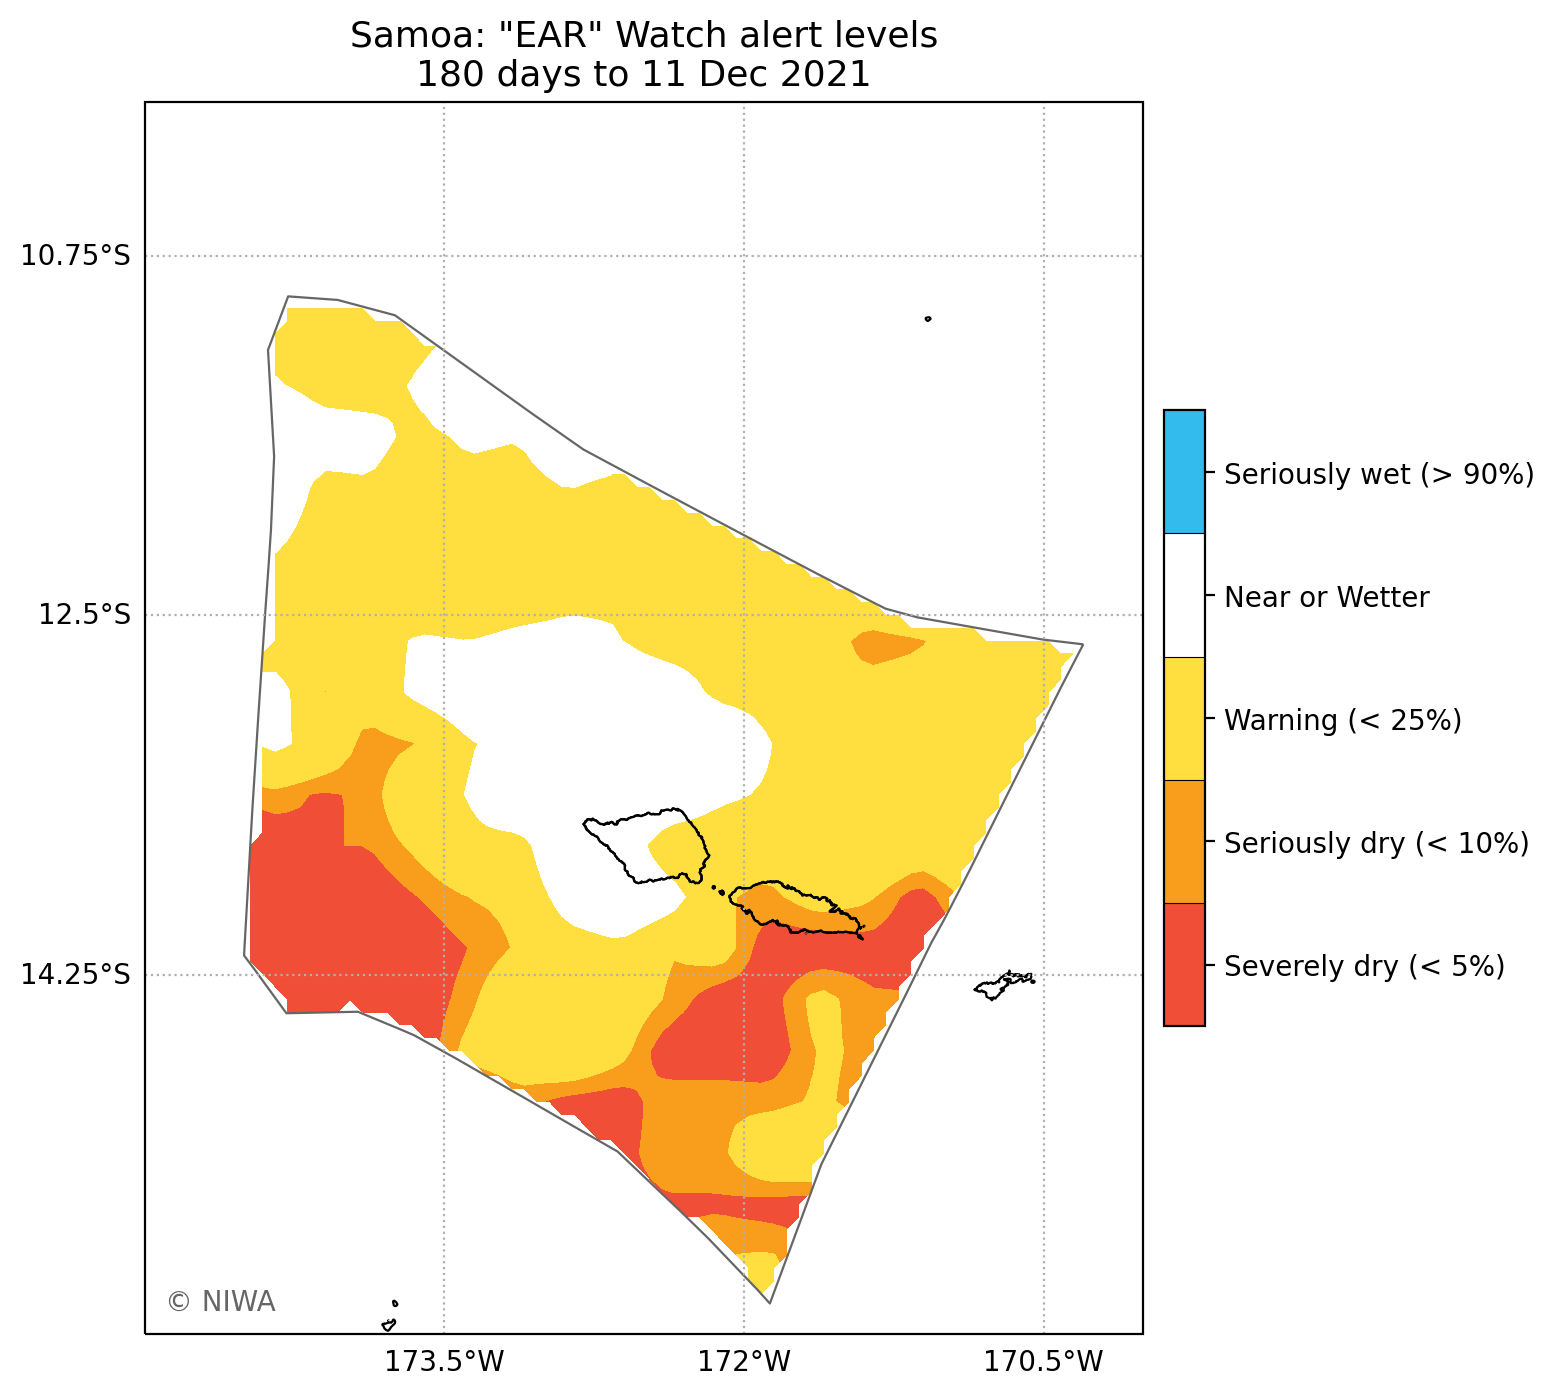 Samoa: "EAR" Watch alert levels
180 days to 11 Dec 2021
10.75°S
12.5°S
14.25°S
173.5°W
172°W
170.5°W
© NIWA
Seriously wet (> 90%)
Near or Wetter
Warning (< 25%)
Seriously dry (< 10%)
Severely dry (< 5%)